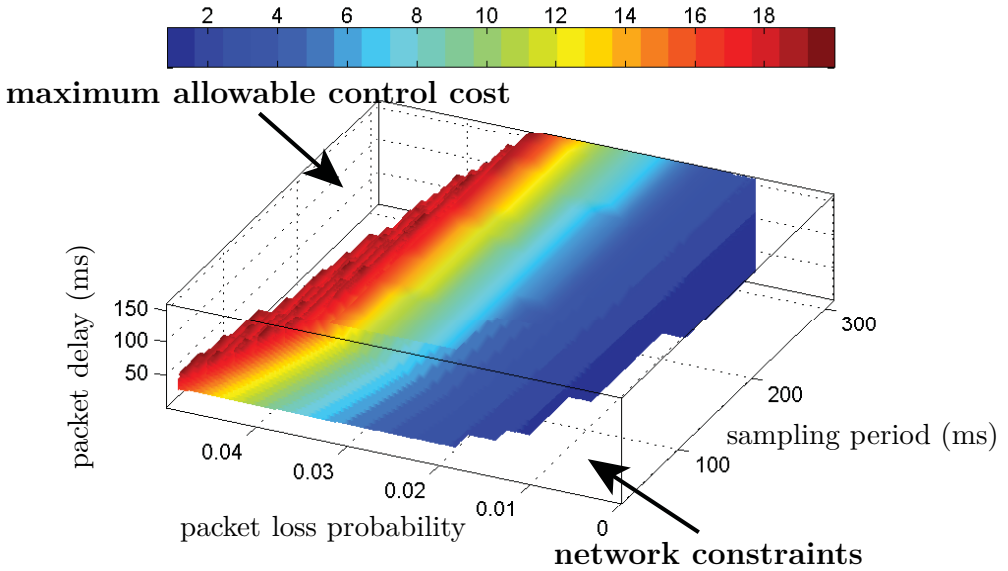 2 4 6 8 10 12 14 16 18
maximum allowable control cost
packet delay (ms)
150
100
50
0.04
0.03
0.02
0.01
0
packet loss probability
100
200
300
sampling period (ms)
network constraints